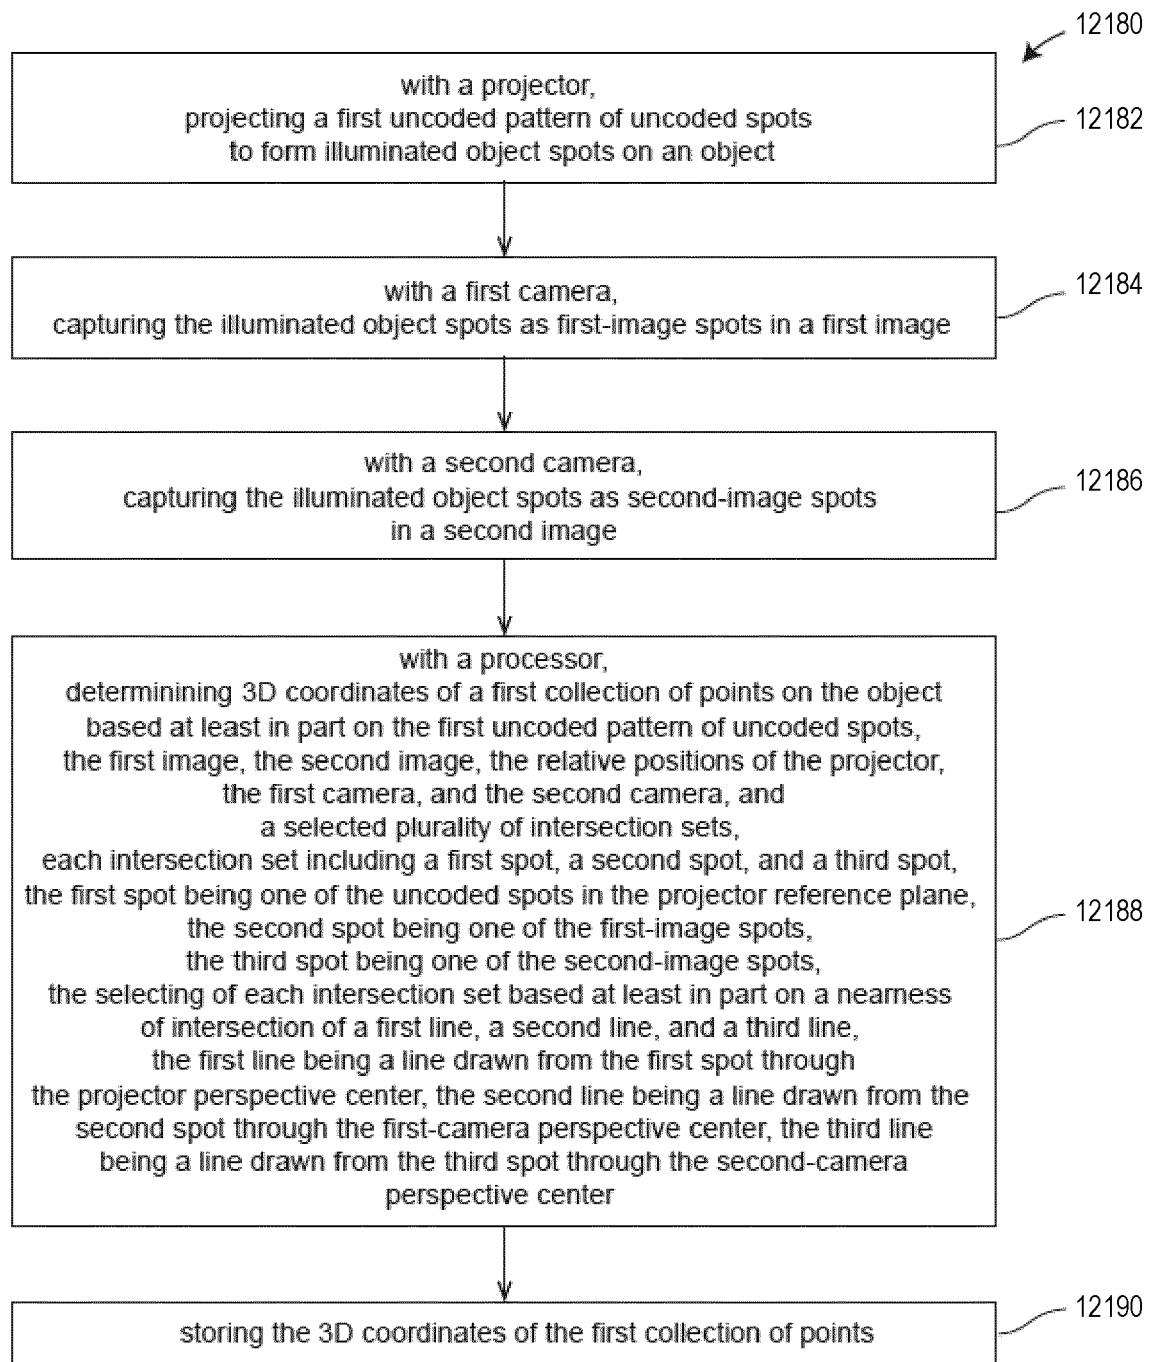 12180
with a projector,
projecting a first uncoded pattern of uncoded spots
to form illuminated object spots on an object
12182
with a first camera,
capturing the illuminated object spots as first-image spots in a first image
12184
with a second camera,
capturing the illuminated object spots as second-image spots
in a second image
12186
with a processor,
determinining 3D coordinates of a first collection of points on the object
based at least in part on the first uncoded pattern of uncoded spots,
the first image, the second image, the relative positions of the projector,
the first camera, and the second camera, and
a selected plurality of intersection sets,
each intersection set including a first spot, a second spot, and a third spot,
the first spot being one of the uncoded spots in the projector reference plane,
the second spot being one of the first-image spots,
the third spot being one of the second-image spots,
the selecting of each intersection set based at least in part on a nearness
of intersection of a first line, a second line, and a third line,
the first line being a line drawn from the first spot through
the projector perspective center, the second line being a line drawn from the
second spot through the first-camera perspective center, the third line
being a line drawn from the third spot through the second-camera
perspective center
12188
storing the 3D coordinates of the first collection of points
12190